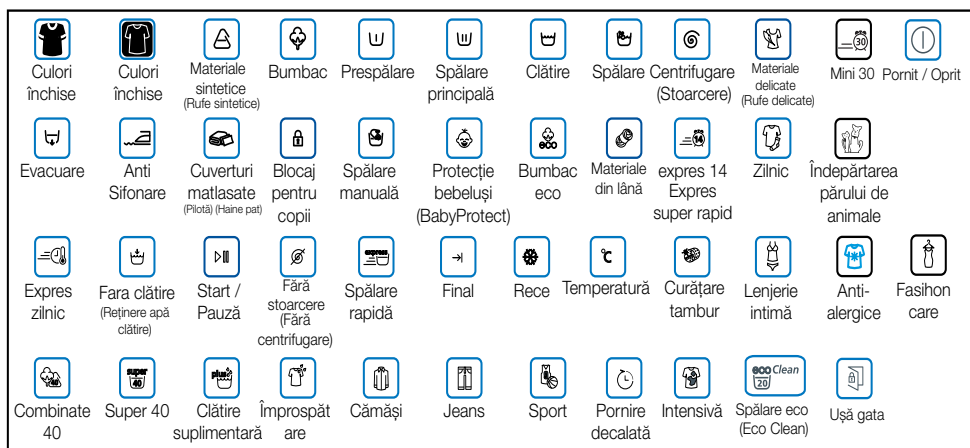 Culori închise
Culori închise
Materiale sintetice (Rufe sintetice)
Bumbac
Prespălare
Spălare principală
Clătire
Spălare
Centrifugare (Stoarcere)
Materiale delicate (Rufe delicate)
30
Mini 30
Pornit / Oprit
Evacuare
Anti Sifonare
Cuverturi matlasate (Pilotă) (Haine pat)
Blocaj pentru copii
Spălare manuală
Protecție bebeluși (BabyProtect)
eco
Bumbac eco
Materiale din lână
14
expres 14 Expres super rapid
Zilnic
Îndepărtarea părului de animale
Expres zilnic
Fara clătire (Reținere apă clătire)
Start / Pauză
Fără stoarcere (Fără centrifugare)
express
Spălare rapidă
Final
Rece
°C
Temperatură
Curățare tambur
Lenjerie intimă
Anti-alergice
Fasihon care
40
Combinate 40
super 40
Super 40
plus
Clătire suplimentară
Împrospăt are
Cămăși
Jeans
Sport
Pornire decalată
Intensivă
eco Clean 20
Spălare eco (Eco Clean)
Ușă gata